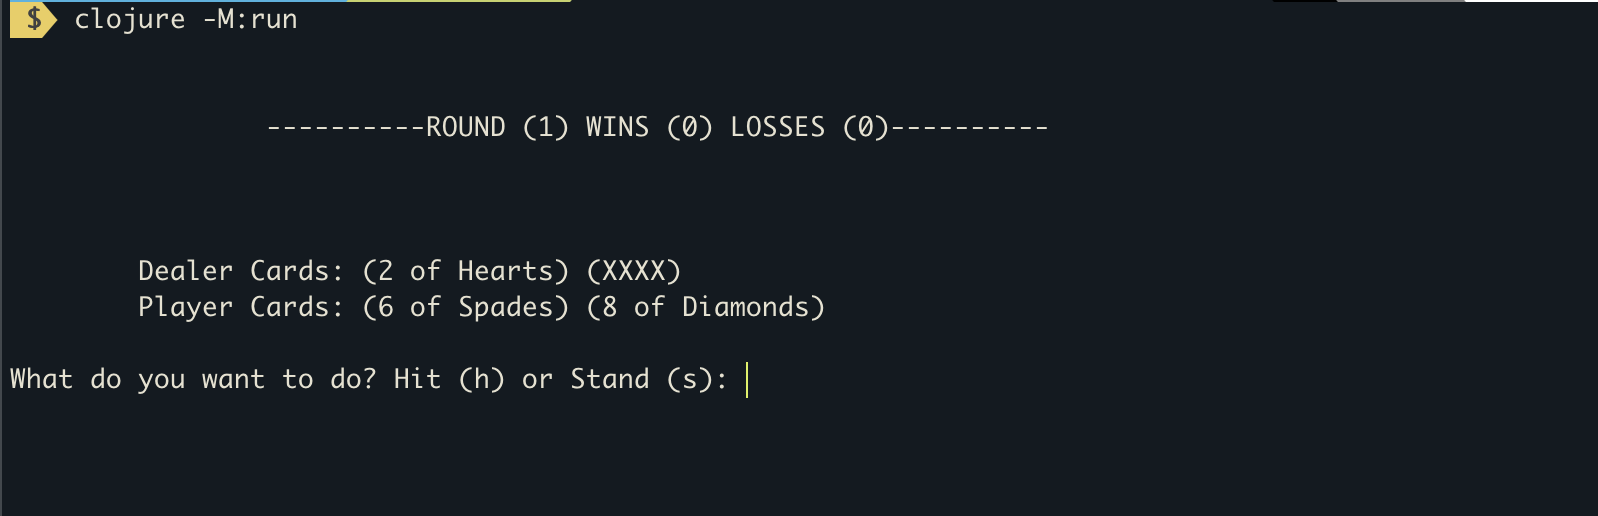 $ clojure -M:run
----------ROUND (1) WINS (0) LOSSES (0)----------
Dealer Cards: (2 of Hearts) (XXXX)
Player Cards: (6 of Spades) (8 of Diamonds)
What do you want to do? Hit (h) or Stand (s):